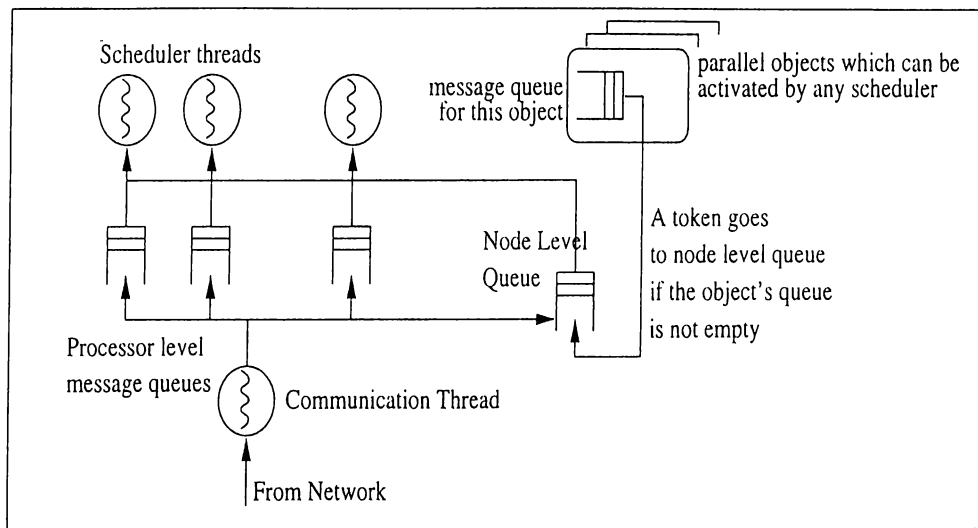 Scheduler threads
message queue
for this object
parallel objects which can be
activated by any scheduler
Node Level
Queue
A token goes
to node level queue
if the object's queue
is not empty
Processor level
message queues
Communication Thread
From Network